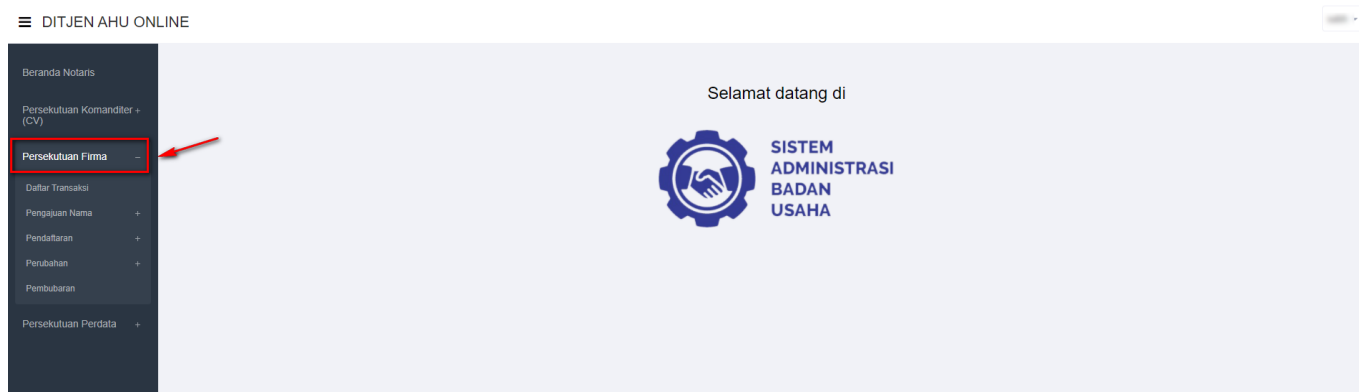 DITJEN AHU ONLINE
Beranda Notaris
Persekutuan Komanditer +
(CV)
Persekutuan Firma –
Daftar Transaksi
Pengajuan Nama +
Pendaftaran +
Perubahan +
Pembubaran
Persekutuan Perdata +
Selamat datang di
SISTEM
ADMINISTRASI
BADAN
USAHA